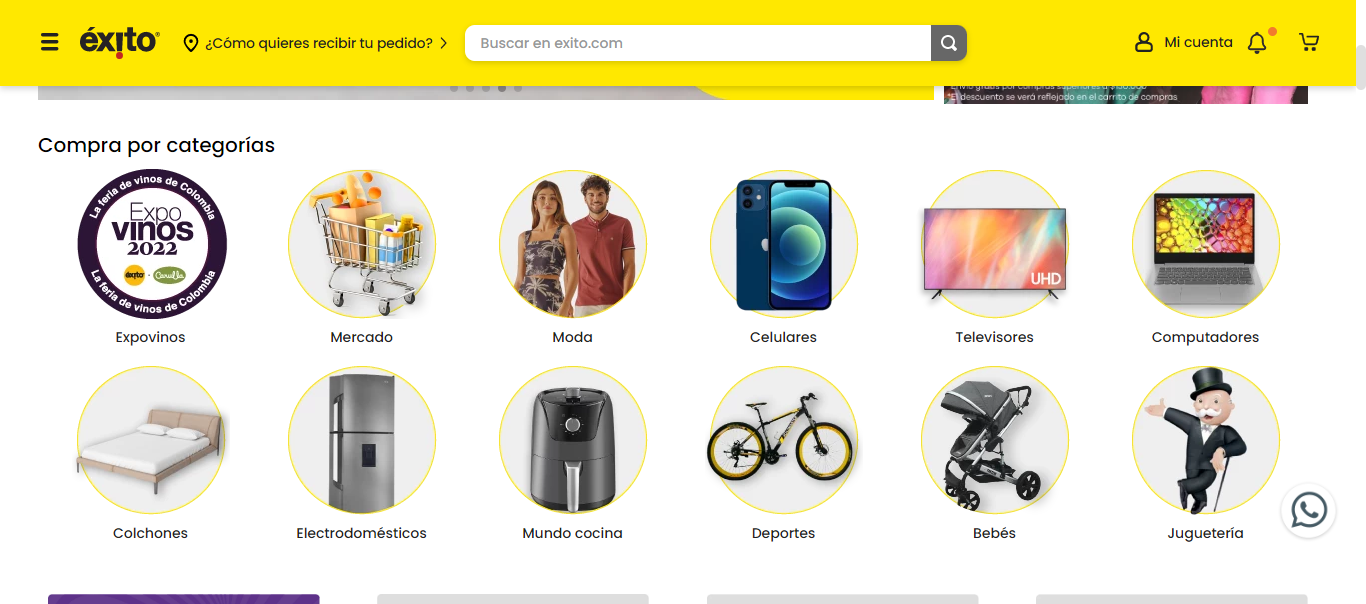 éxito
¿Cómo quieres recibir tu pedido?
Buscar en exito.com
Mi cuenta
*El descuento se verá reflejado en el carrito de compras
Compra por categorías
La feria de vinos de Colombia
Expo
vinos
2022
éxito · Carulla
La feria de vinos de Colombia
UHD
Expovinos
Mercado
Moda
Celulares
Televisores
Computadores
Colchones
Electrodomésticos
Mundo cocina
Deportes
Bebés
Juguetería